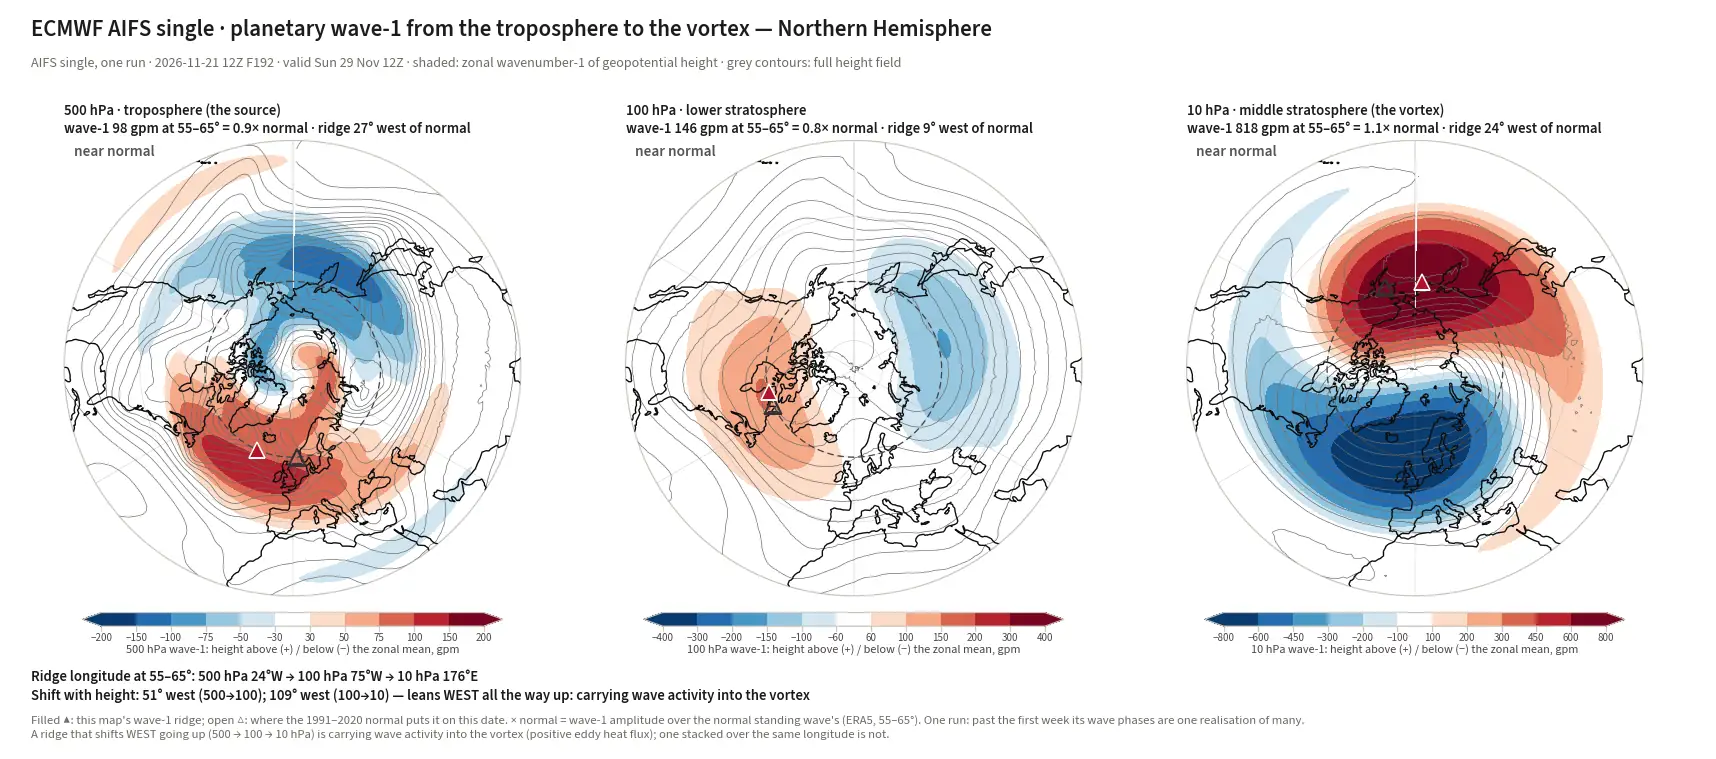 ECMWF AIFS single · planetary wave-1 from the troposphere to the vortex — Northern Hemisphere
AIFS single, one run · 2026-11-21 12Z F192 · valid Sun 29 Nov 12Z · shaded: zonal wavenumber-1 of geopotential height · grey contours: full height field
500 hPa · troposphere (the source)
wave-1 98 gpm at 55–65° = 0.9× normal · ridge 27° west of normal
near normal
100 hPa · lower stratosphere
wave-1 146 gpm at 55–65° = 0.8× normal · ridge 9° west of normal
near normal
10 hPa · middle stratosphere (the vortex)
wave-1 818 gpm at 55–65° = 1.1× normal · ridge 24° west of normal
near normal
−200 −150 −100 −75 −50 −30 30 50 75 100 150 200
500 hPa wave-1: height above (+) / below (−) the zonal mean, gpm
−400 −300 −200 −150 −100 −60 60 100 150 200 300 400
100 hPa wave-1: height above (+) / below (−) the zonal mean, gpm
−800 −600 −450 −300 −200 −100 100 200 300 450 600 800
10 hPa wave-1: height above (+) / below (−) the zonal mean, gpm
Ridge longitude at 55–65°: 500 hPa 24°W → 100 hPa 75°W → 10 hPa 176°E
Shift with height: 51° west (500→100); 109° west (100→10) — leans WEST all the way up: carrying wave activity into the vortex
Filled ▲: this map's wave-1 ridge; open △: where the 1991–2020 normal puts it on this date. × normal = wave-1 amplitude over the normal standing wave's (ERA5, 55–65°). One run: past the first week its wave phases are one realisation of many.
A ridge that shifts WEST going up (500 → 100 → 10 hPa) is carrying wave activity into the vortex (positive eddy heat flux); one stacked over the same longitude is not.